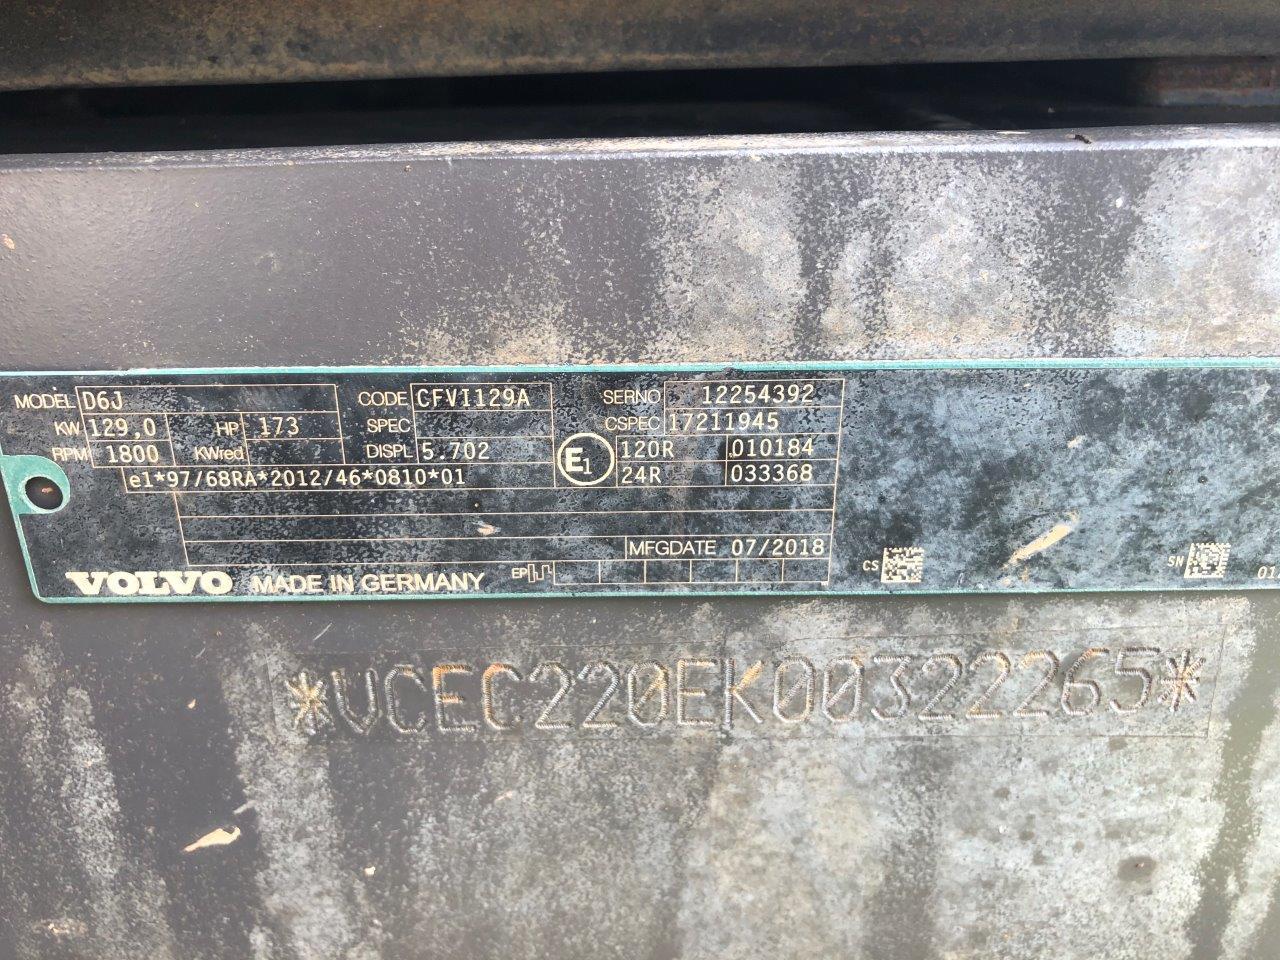 MODEL D6J CODE CFVI129A SERNO 12254392
KW 129,0 HP 173 SPEC CSPEC 17211945
RPM 1800 KWred DISPL 5.702 E1 120R 010184
e1*97/68RA*2012/46*0810*01 24R 033368
MFGDATE 07/2018
VOLVO MADE IN GERMANY EP CS SN
*VCEC220EK00322265*